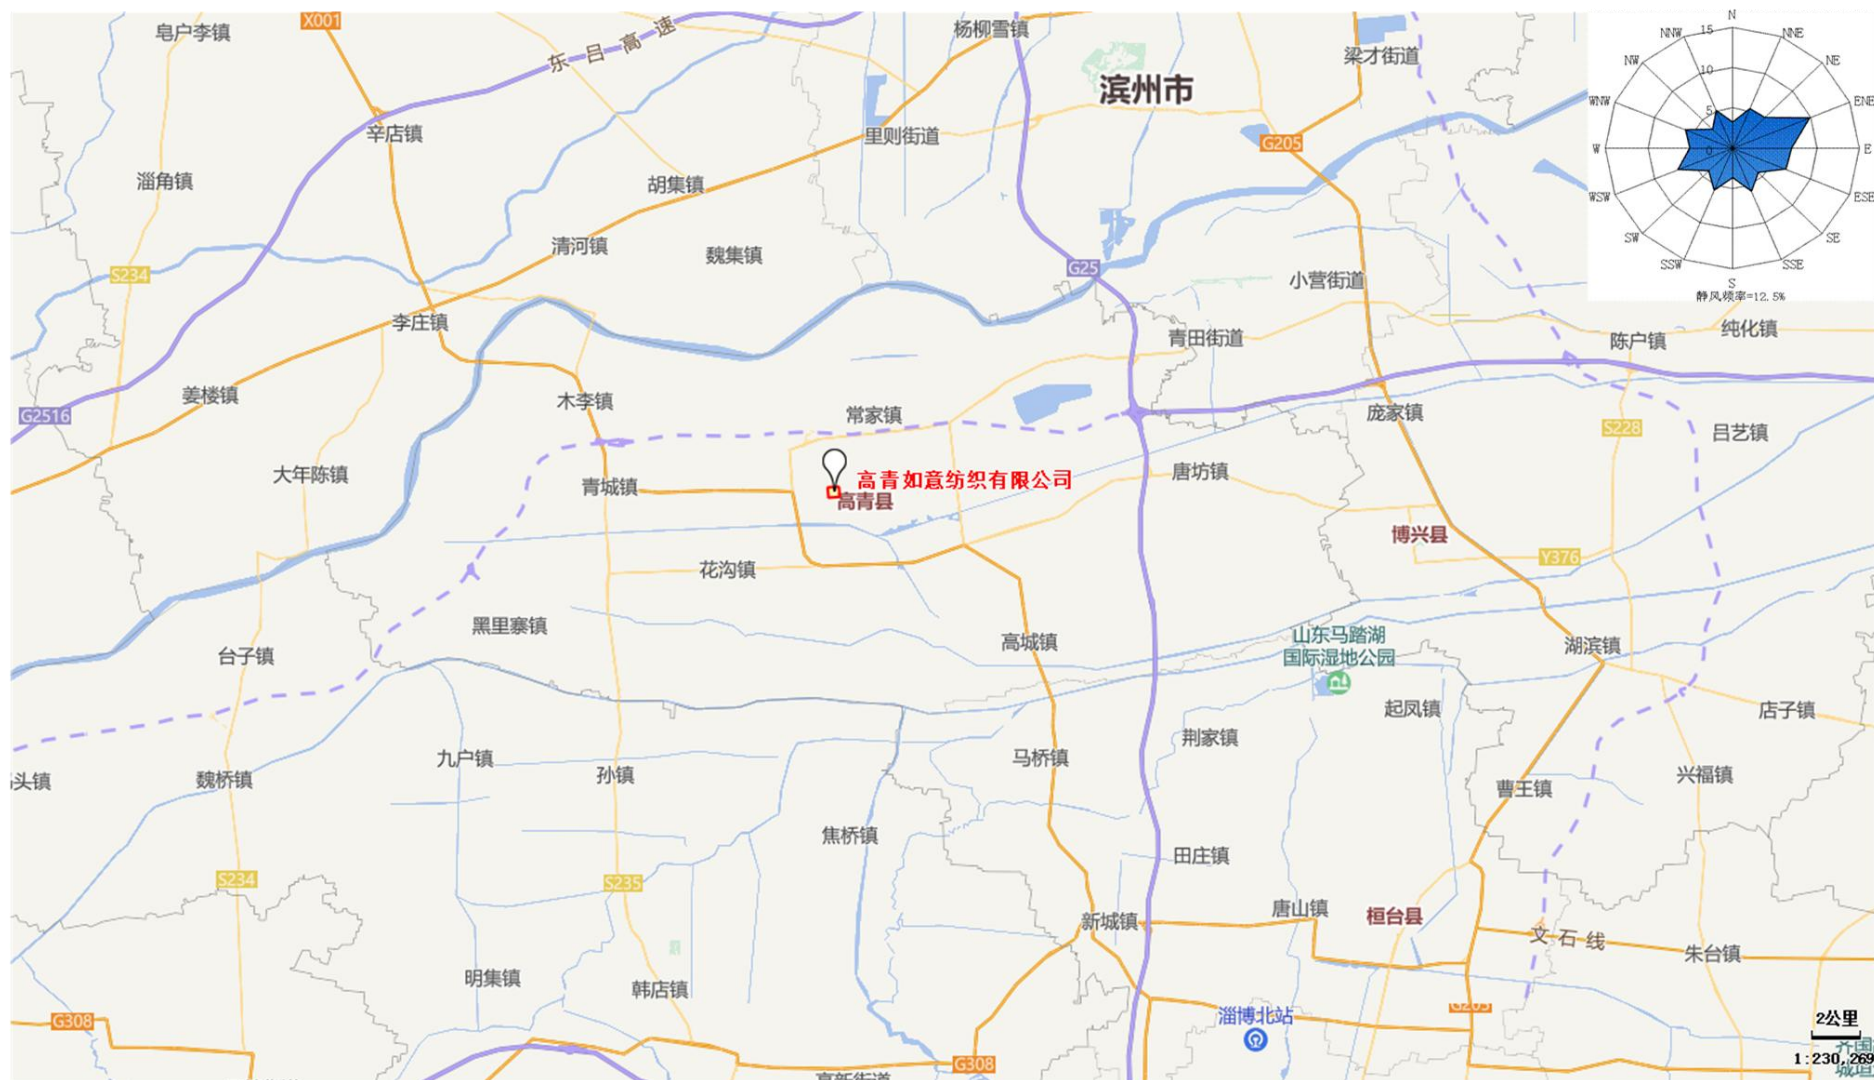 X001
皂户李镇
东吕高速
杨柳雪镇
梁才街道
滨州市
辛店镇
里则街道
G205
淄角镇
胡集镇
清河镇
魏集镇
S234
G25
小营街道
李庄镇
青田街道
陈户镇
纯化镇
姜楼镇
G2516
木李镇
常家镇
庞家镇
S228
吕艺镇
大年陈镇
青城镇
高青如意纺织有限公司
高青县
唐坊镇
博兴县
Y376
花沟镇
黑里寨镇
台子镇
高城镇
山东马踏湖
国际湿地公园
湖滨镇
起凤镇
店子镇
荆家镇
九户镇
马桥镇
头镇
魏桥镇
孙镇
曹王镇
兴福镇
焦桥镇
田庄镇
S234
S235
新城镇
唐山镇
桓台县
文石线
朱台镇
明集镇
韩店镇
G308
淄博北站
G205
G308
高新街道
2公里
1:230,269
齐国
城垣
N
NNE
NE
ENE
E
ESE
SE
SSE
S
SSW
SW
WSW
W
WNW
NW
NNW
15
10
5
0
静风频率=12.5%